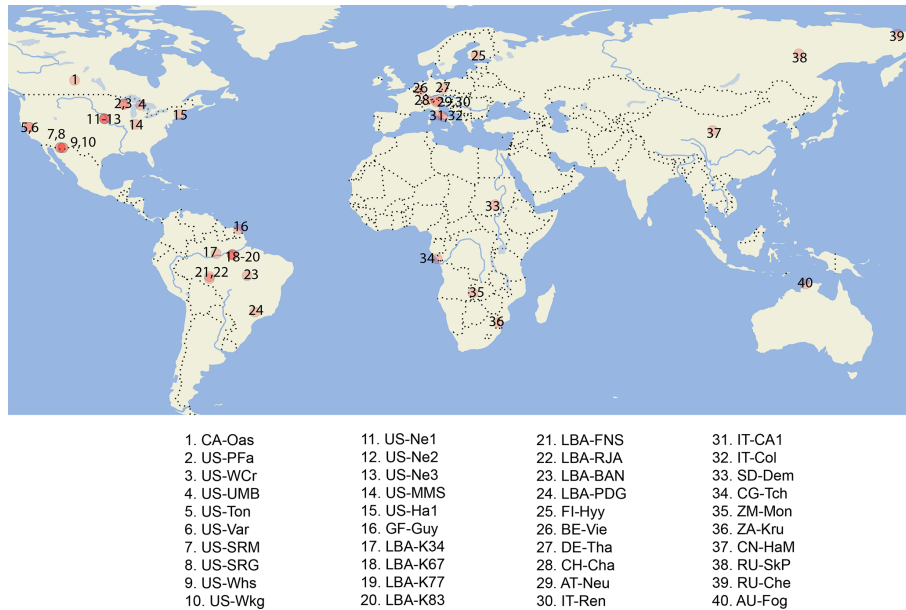 39
25
38
1
26
27
2,3
4
28-
29,30
11-13
15
31,32
5,6
14
7,8
9,10
37
33
16
17
18-20
34
21,22
23
40
35
24
36
1. CA-Oas
2. US-PFa
3. US-WCr
4. US-UMB
5. US-Ton
6. US-Var
7. US-SRM
8. US-SRG
9. US-Whs
10. US-Wkg
11. US-Ne1
12. US-Ne2
13. US-Ne3
14. US-MMS
15. US-Ha1
16. GF-Guy
17. LBA-K34
18. LBA-K67
19. LBA-K77
20. LBA-K83
21. LBA-FNS
22. LBA-RJA
23. LBA-BAN
24. LBA-PDG
25. FI-Hyy
26. BE-Vie
27. DE-Tha
28. CH-Cha
29. AT-Neu
30. IT-Ren
31. IT-CA1
32. IT-Col
33. SD-Dem
34. CG-Tch
35. ZM-Mon
36. ZA-Kru
37. CN-HaM
38. RU-SkP
39. RU-Che
40. AU-Fog